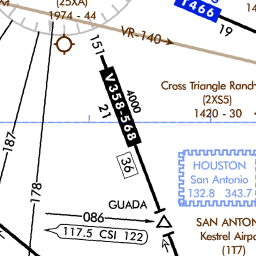 (25XA)
1974 - 44
VR-140
1466
19
151
V358-568
4000
21
Cross Triangle Ranch
(2XS5)
1420 - 30
187
178
36
HOUSTON
San Antonio
132.8 343.7
GUADA
086
117.5 CSI 122
SAN ANTON
Kestrel Airpo
(1T7)